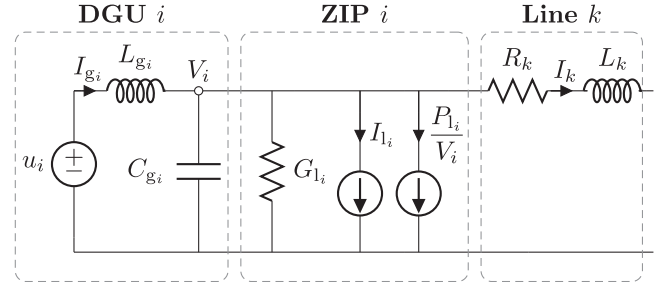 DGU i ZIP i Line k
I_{g_i} L_{g_i} V_i R_k I_k L_k
u_i + − C_{g_i} G_{l_i} I_{l_i} P_{l_i}/V_i